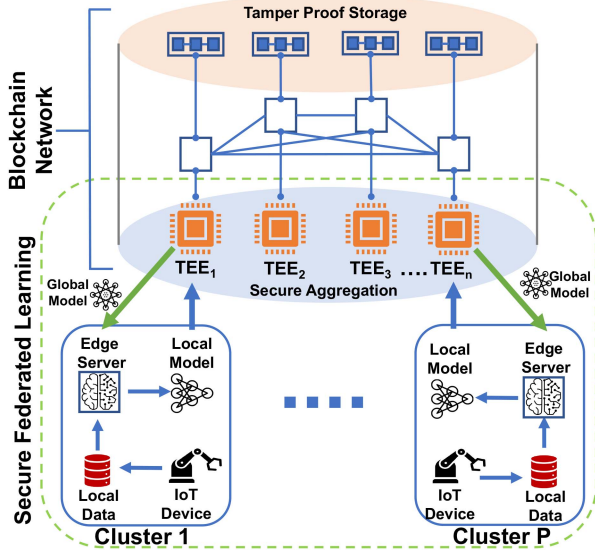 Tamper Proof Storage
Blockchain
Network
TEE1
TEE2
TEE3
....
TEEn
Secure Aggregation
Global
Model
Global
Model
Secure Federated Learning
Edge
Server
Local
Model
Local
Data
IoT
Device
Cluster 1
Local
Model
Edge
Server
IoT
Device
Local
Data
Cluster P